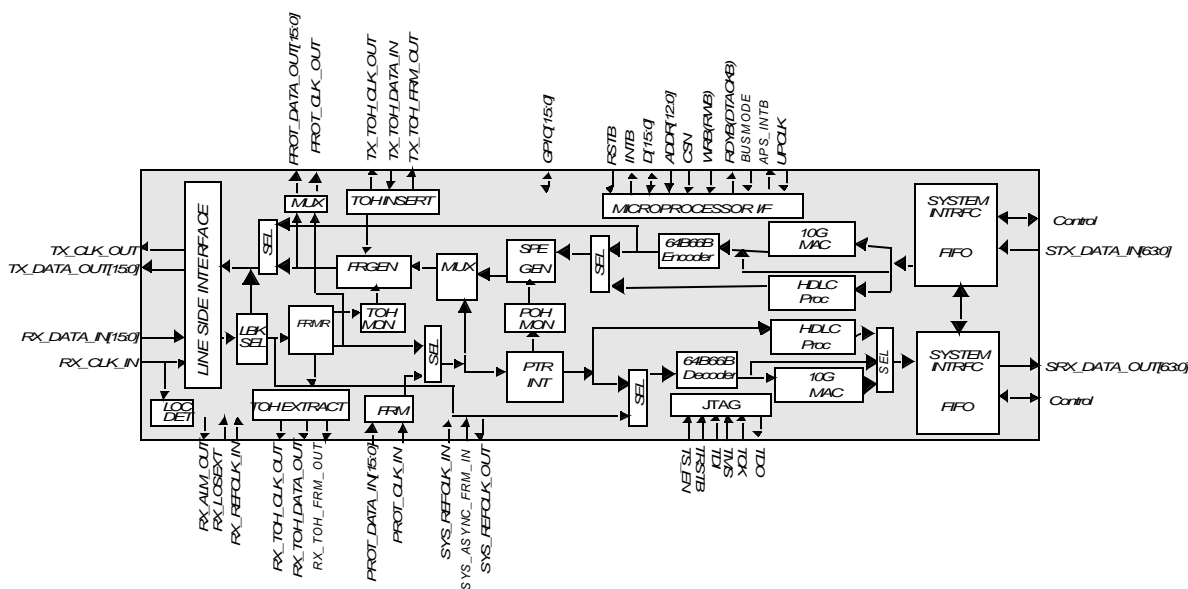 PROT_DATA_OUT[15:0]
PROT_CLK_OUT
TX_TOH_CLK_OUT
TX_TOH_DATA_IN
TX_TOH_FRM_OUT
GPIO[15:0]
RSTB
INTB
D[15:0]
ADDR[12:0]
CSN
WRB(RWB)
RDYB(DTACKB)
BUSMODE
APS_INTB
UPCLK
MUX
TOH INSERT
MICROPROCESSOR I/F
SYSTEM
INTRFC
FIFO
Control
STX_DATA_IN[63:0]
LINE SIDE INTERFACE
SEL
FRGEN
MUX
SPE
GEN
SEL
64B66B
Encoder
10G
MAC
HDLC
Proc
TX_CLK_OUT
TX_DATA_OUT[15:0]
RX_DATA_IN[15:0]
RX_CLK_IN
LBK
SEL
FRMR
TOH
MON
SEL
POH
MON
PTR
INT
SEL
64B66B
Decoder
HDLC
Proc
10G
MAC
SEL
SYSTEM
INTRFC
FIFO
SRX_DATA_OUT[63:0]
Control
LOC
DET
TOH EXTRACT
FRM
JTAG
RX_ALM_OUT
RX_LOSEXT
RX_REFCLK_IN
RX_TOH_CLK_OUT
RX_TOH_DATA_OUT
RX_TOH_FRM_OUT
PROT_DATA_IN[15:0]
PROT_CLK_IN
SYS_REFCLK_IN
SYS_ASYNC_FRM_IN
SYS_REFCLK_OUT
TS_EN
TRSTB
TDI
TMS
TCK
TDO